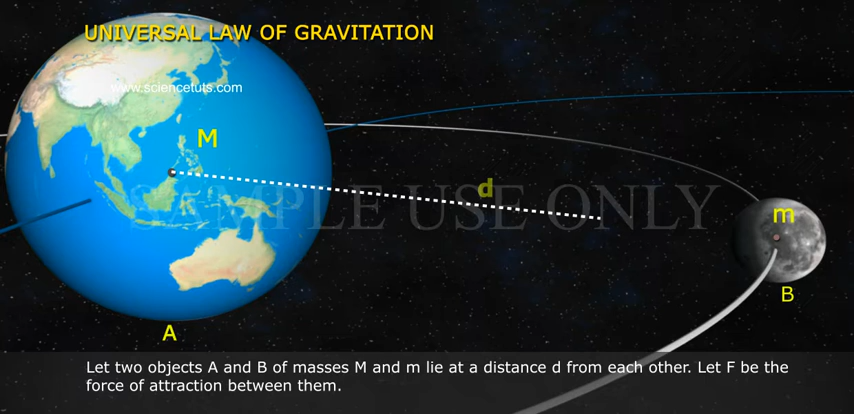 UNIVERSAL LAW OF GRAVITATION
www.sciencetuts.com
M
d
SAMPLE USE ONLY
m
B
A
Let two objects A and B of masses M and m lie at a distance d from each other. Let F be the
force of attraction between them.